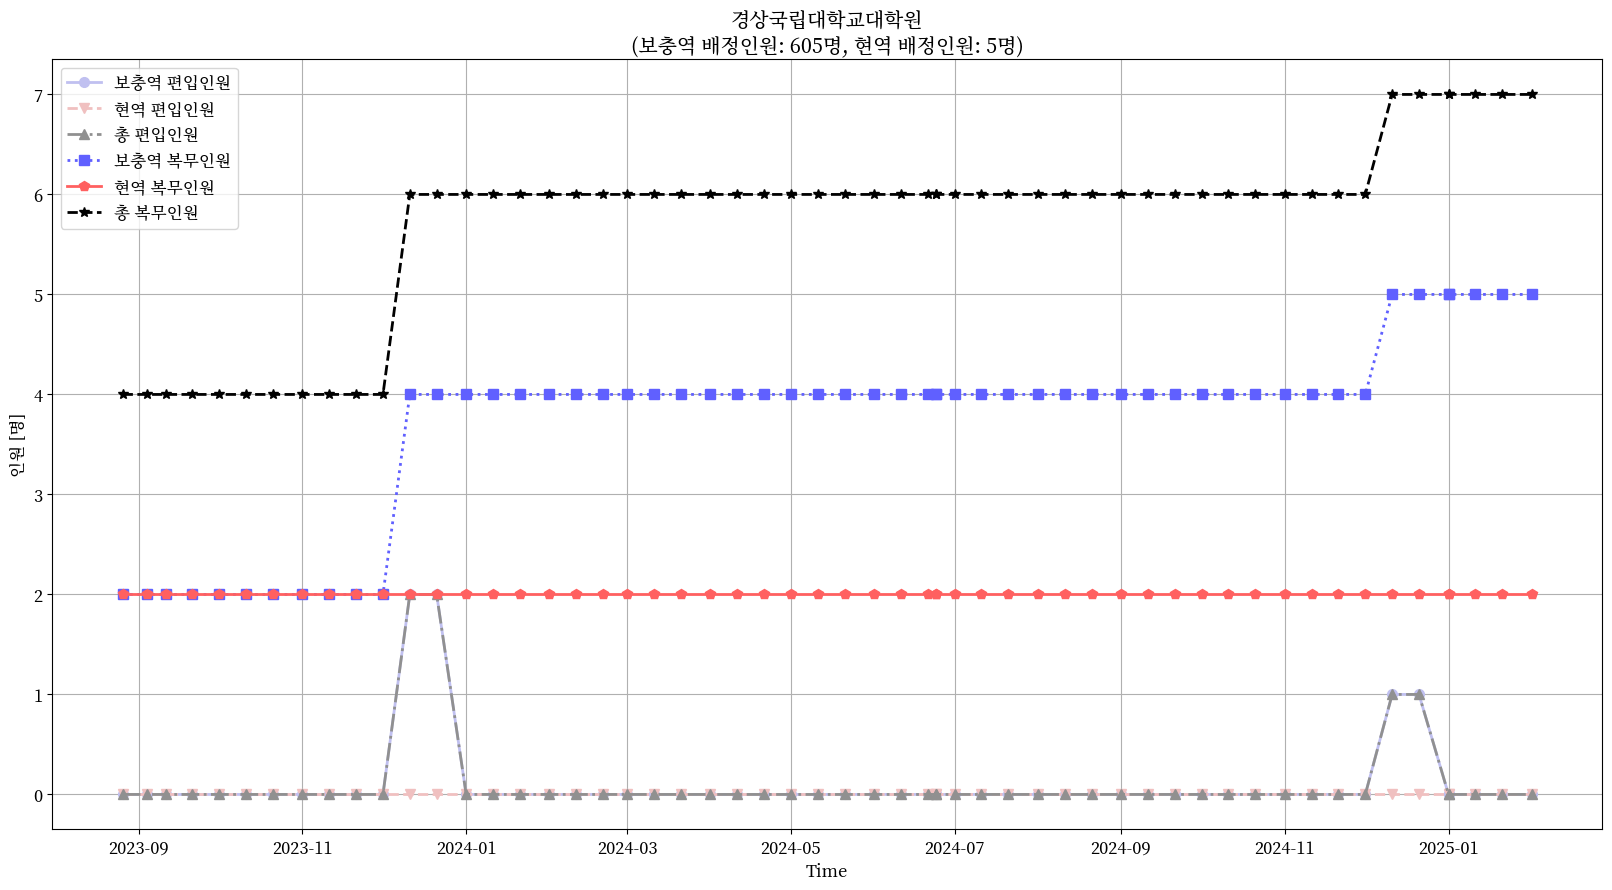 경상국립대학교대학원
(보충역 배정인원: 605명, 현역 배정인원: 5명)
보충역 편입인원
현역 편입인원
총 편입인원
보충역 복무인원
현역 복무인원
총 복무인원
인원 [명]
7
6
5
4
3
2
1
0
2023-09
2023-11
2024-01
2024-03
2024-05
2024-07
2024-09
2024-11
2025-01
Time